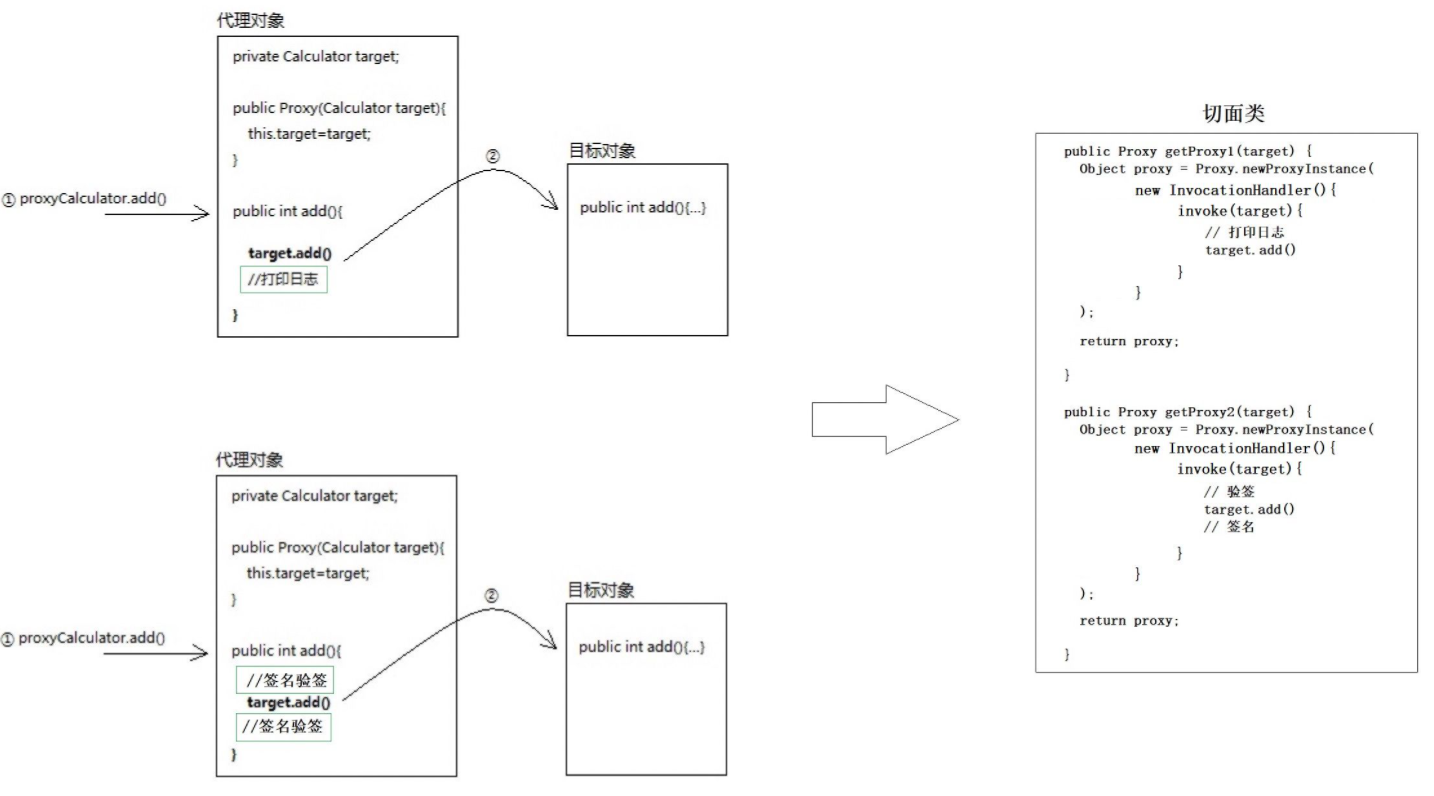 代理对象
private Calculator target;
public Proxy(Calculator target){
this.target=target;
}
① proxyCalculator.add()
public int add(){
target.add()
//打印日志
}
②
目标对象
public int add(){...}
代理对象
private Calculator target;
public Proxy(Calculator target){
this.target=target;
}
① proxyCalculator.add()
public int add(){
//签名验签
target.add()
//签名验签
}
②
目标对象
public int add(){...}
切面类
public Proxy getProxy1(target) {
Object proxy = Proxy.newProxyInstance(
new InvocationHandler(){
invoke(target){
// 打印日志
target.add()
}
}
);
return proxy;
}
public Proxy getProxy2(target) {
Object proxy = Proxy.newProxyInstance(
new InvocationHandler(){
invoke(target){
// 验签
target.add()
// 签名
}
}
);
return proxy;
}